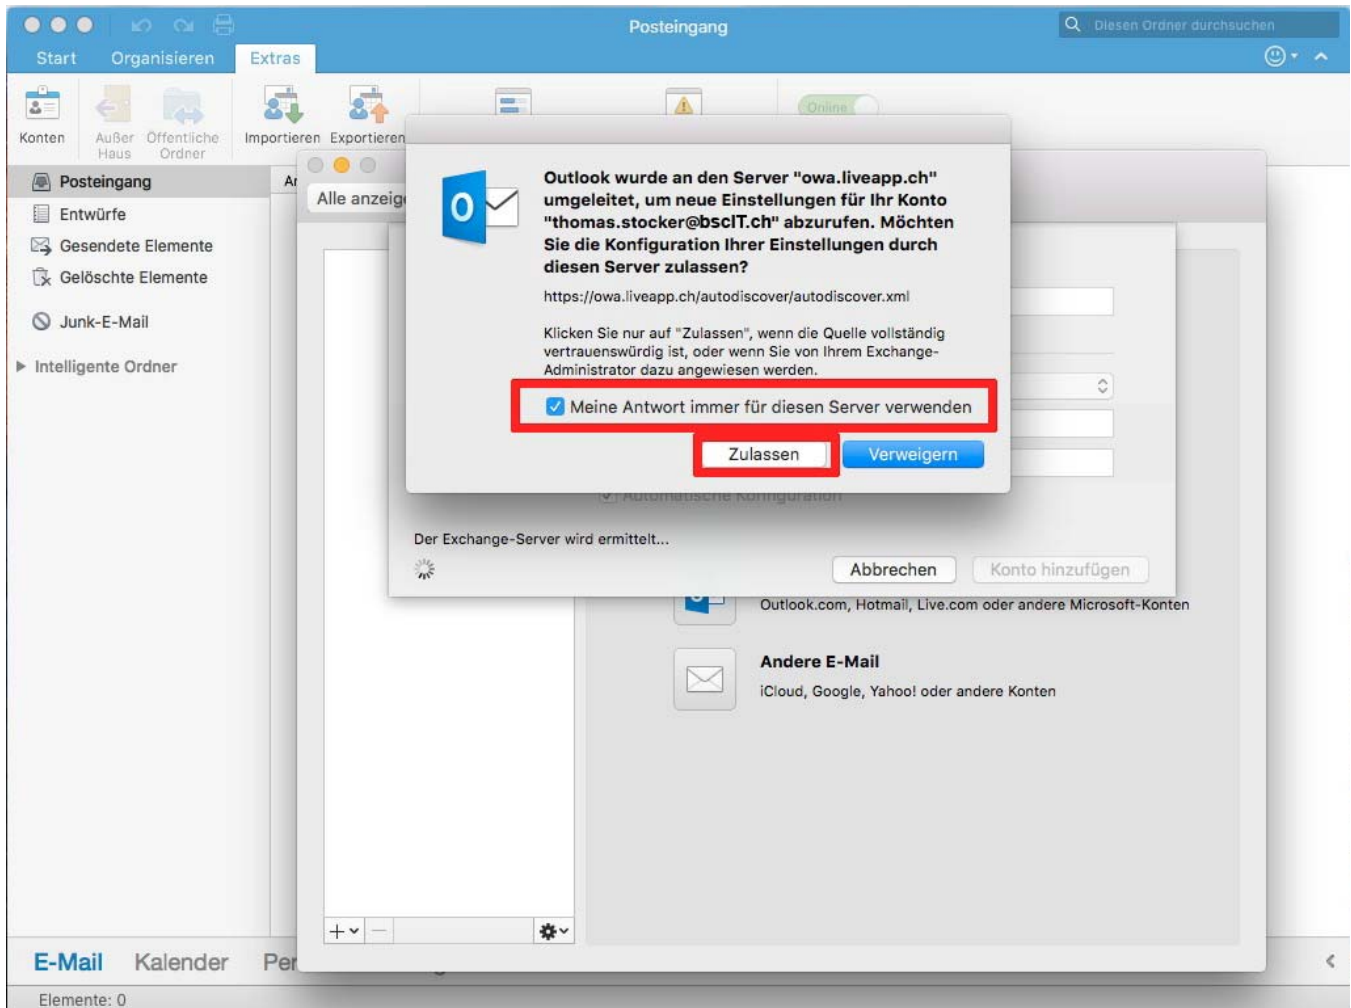 Posteingang
Diesen Ordner durchsuchen
Start Organisieren Extras
Konten
Außer Haus
Öffentliche Ordner
Importieren Exportieren
Online
Posteingang
Entwürfe
Gesendete Elemente
Gelöschte Elemente
Junk-E-Mail
Intelligente Ordner
Alle anzeige
Outlook wurde an den Server "owa.liveapp.ch"
umgeleitet, um neue Einstellungen für Ihr Konto
"thomas.stocker@bscIT.ch" abzurufen. Möchten
Sie die Konfiguration Ihrer Einstellungen durch
diesen Server zulassen?
https://owa.liveapp.ch/autodiscover/autodiscover.xml
Klicken Sie nur auf "Zulassen", wenn die Quelle vollständig
vertrauenswürdig ist, oder wenn Sie von Ihrem Exchange-
Administrator dazu angewiesen werden.
Meine Antwort immer für diesen Server verwenden
Zulassen Verweigern
Automatische Konfiguration
Der Exchange-Server wird ermittelt...
Abbrechen Konto hinzufügen
Outlook.com, Hotmail, Live.com oder andere Microsoft-Konten
Andere E-Mail
iCloud, Google, Yahoo! oder andere Konten
E-Mail Kalender Per
Elemente: 0